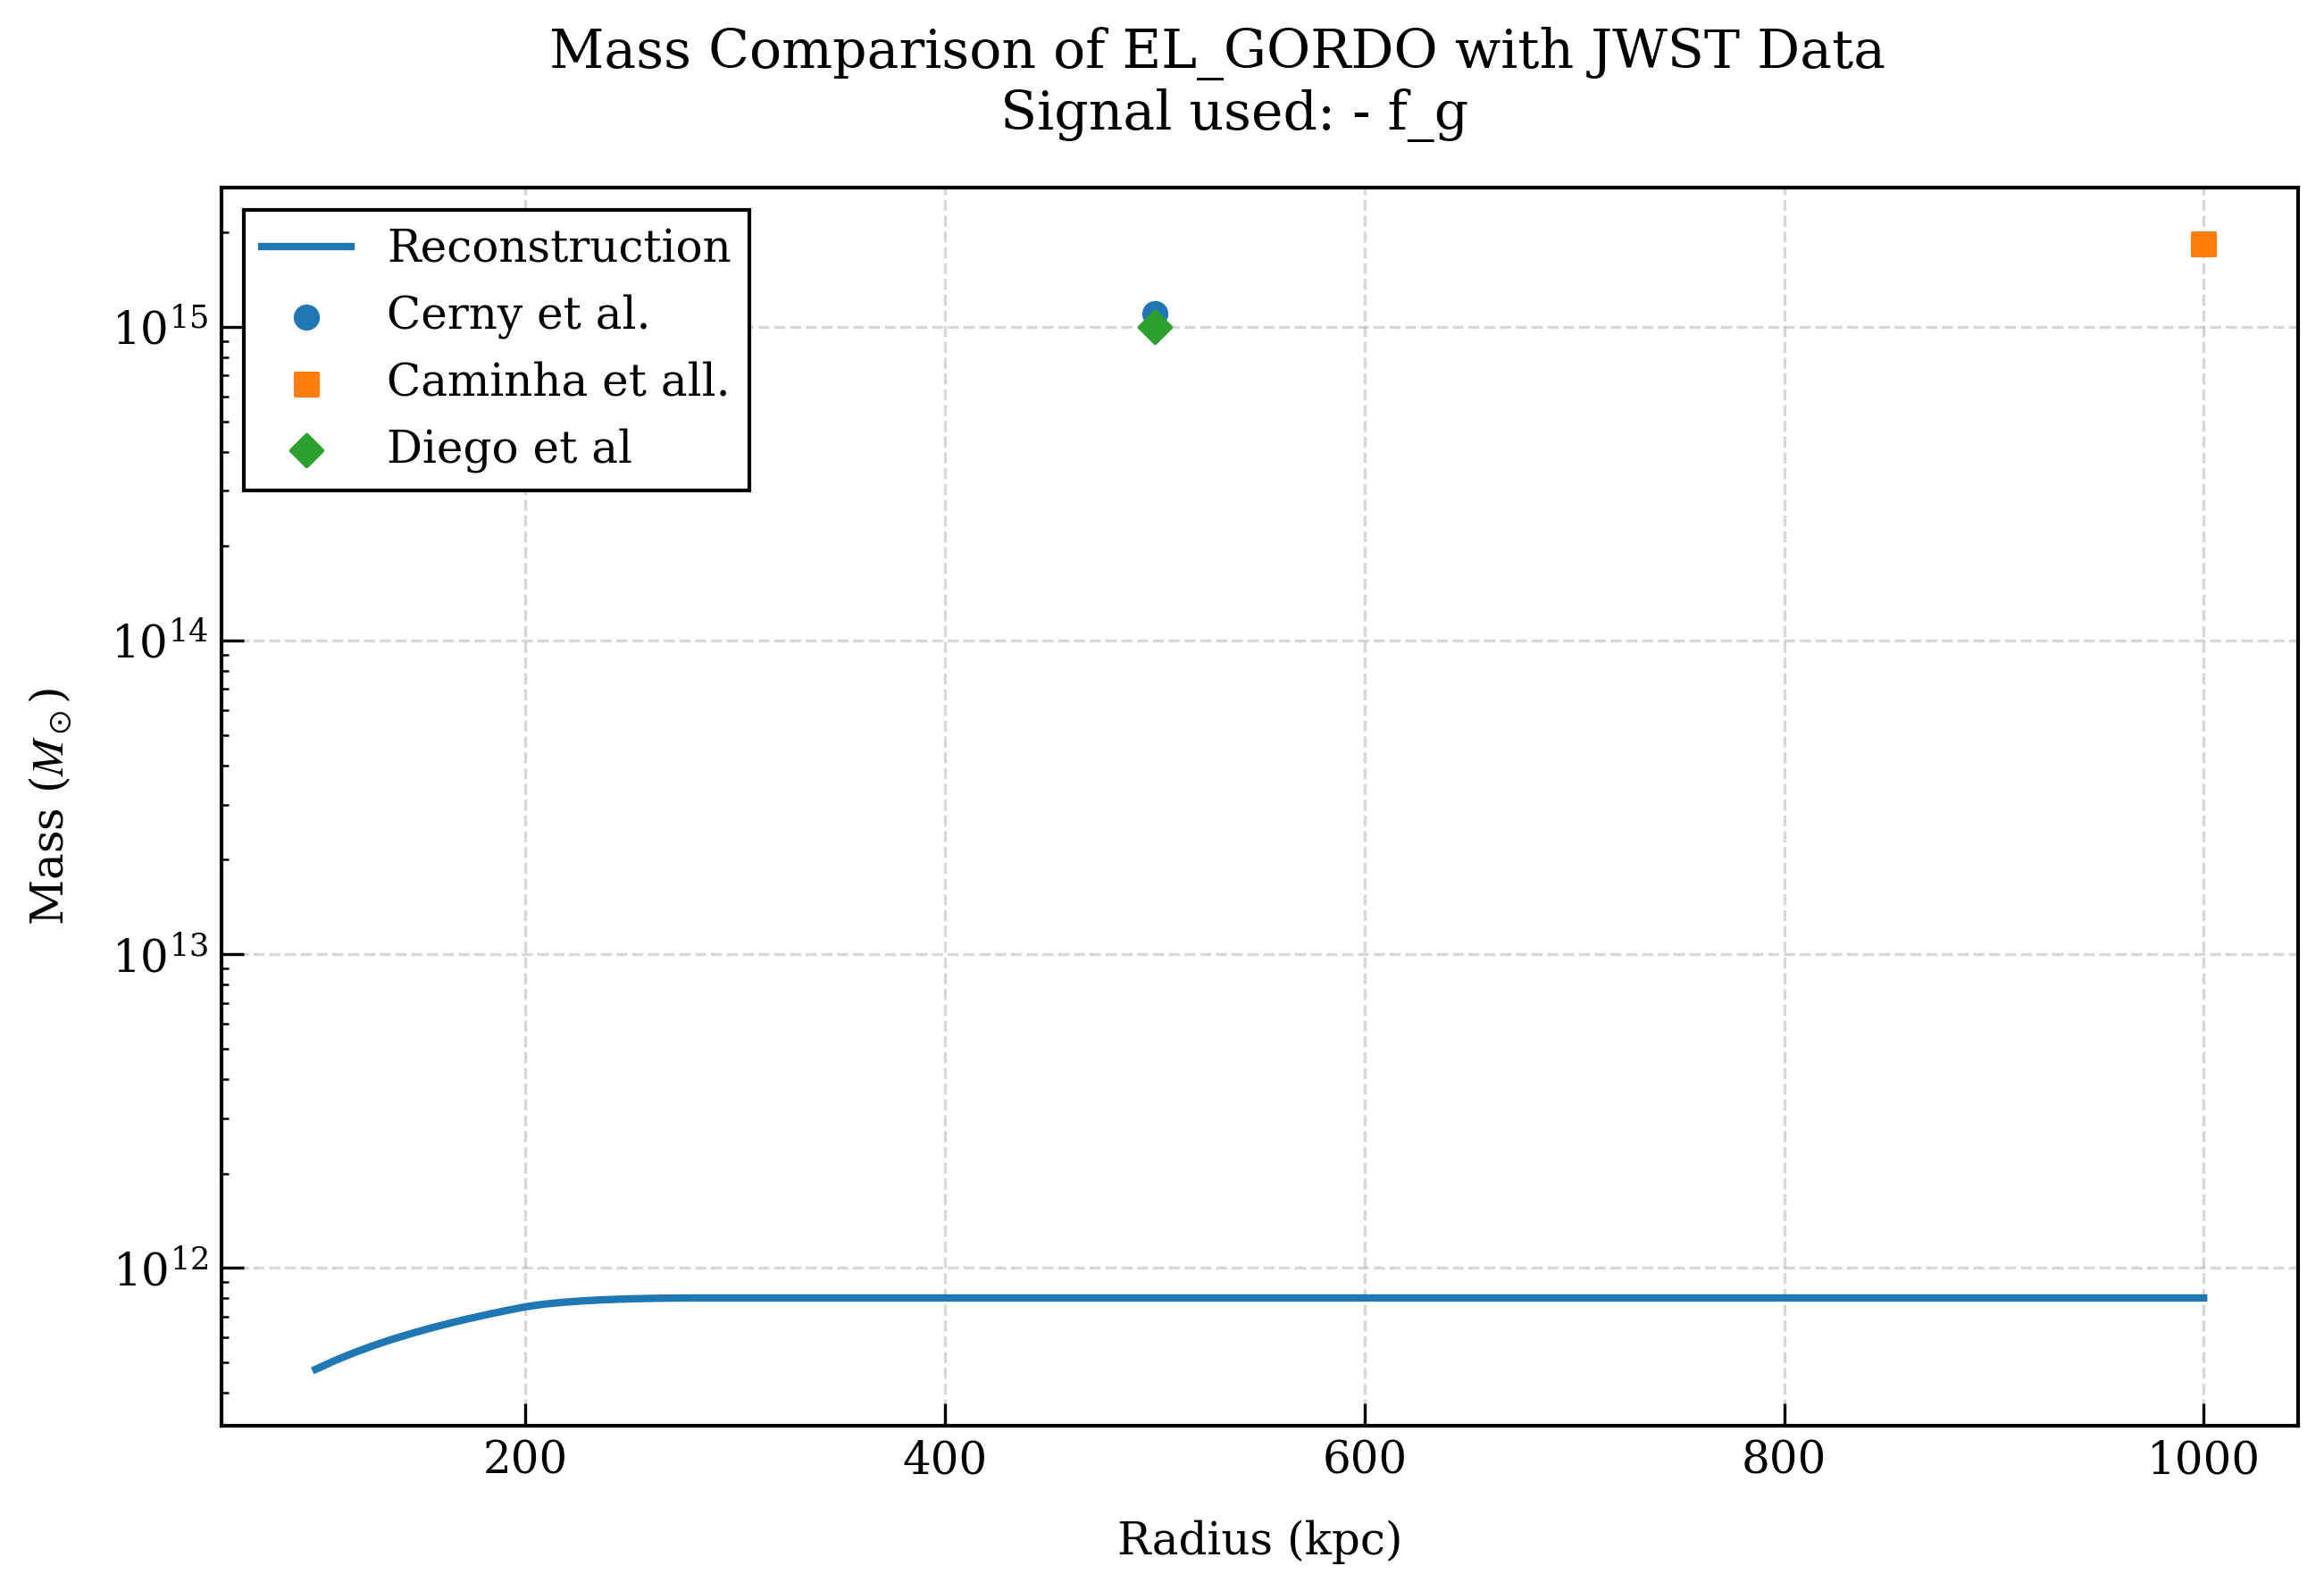 Mass Comparison of EL_GORDO with JWST Data
Signal used: - f_g
Reconstruction
Cerny et al.
Caminha et all.
Diego et al
10^15
10^14
10^13
10^12
Mass (M_⊙)
200 400 600 800 1000
Radius (kpc)